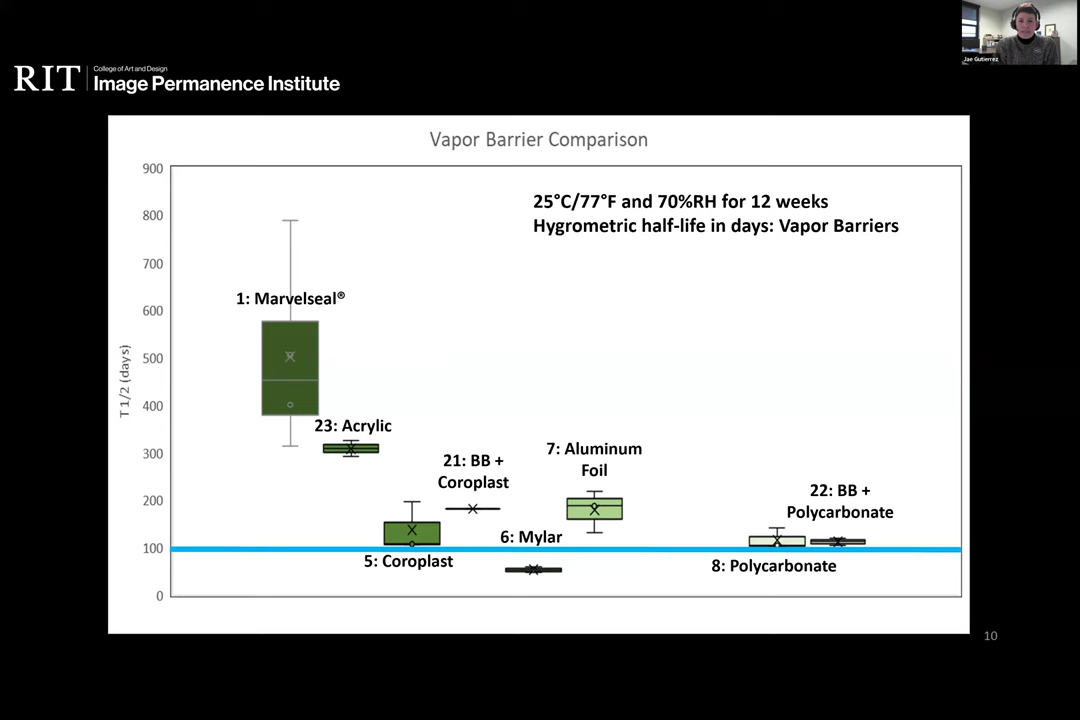 Jae Gutierrez
RIT
College of Art and Design
Image Permanence Institute
Vapor Barrier Comparison
25°C/77°F and 70%RH for 12 weeks
Hygrometric half-life in days: Vapor Barriers
T 1/2 (days)
900
800
700
600
500
400
300
200
100
0
1: Marvelseal®
23: Acrylic
5: Coroplast
21: BB +
Coroplast
6: Mylar
7: Aluminum
Foil
8: Polycarbonate
22: BB +
Polycarbonate
10